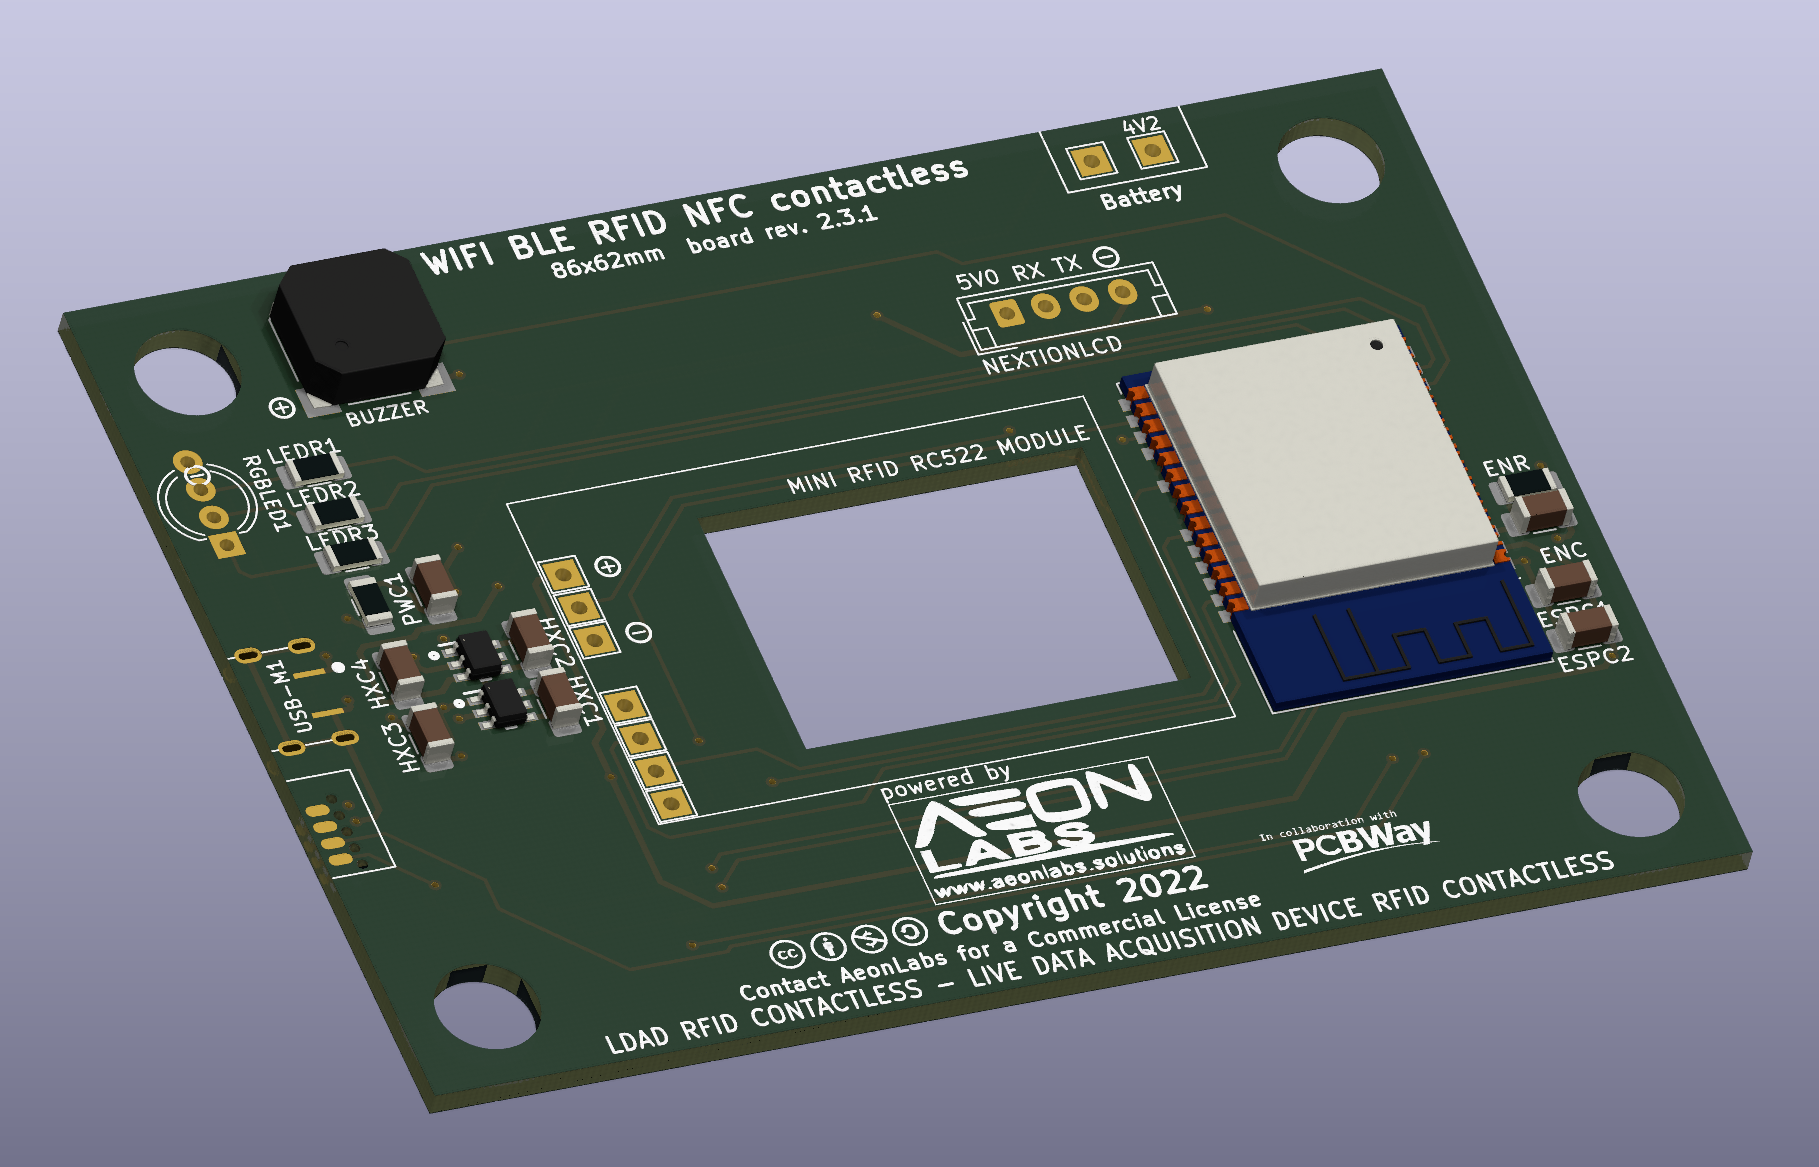 4V2
Battery
WIFI BLE RFID NFC contactless
86x62mm board rev. 2.3.1
5V0 RX TX
NEXTIONLCD
BUZZER
LEDR1
LEDR2
LEDR3
RGBLED1
MINI RFID RC522 MODULE
ENR
ENC
ESPC1
ESPC2
PWC1
HXC2
HXC4
HXC1
HXC3
USB-M1
powered by
AEON
LABS
www.aeonlabs.solutions
In collaboration with
PCBWay
cc Copyright 2022
Contact AeonLabs for a Commercial License
LDAD RFID CONTACTLESS - LIVE DATA ACQUISITION DEVICE RFID CONTACTLESS